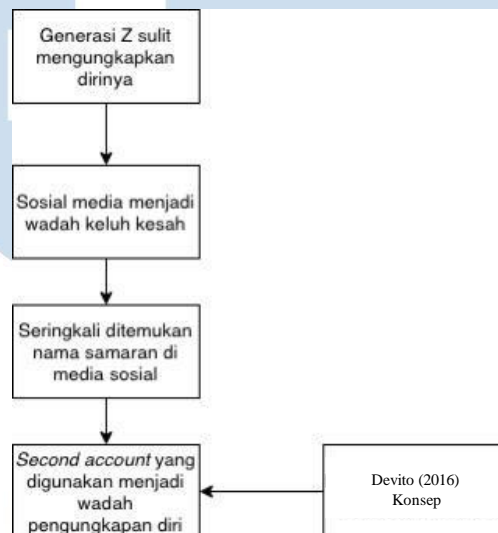 Generasi Z sulit
mengungkapkan
dirinya
Sosial media menjadi
wadah keluh kesah
Seringkali ditemukan
nama samaran di
media sosial
Second account yang
digunakan menjadi
wadah
pengungkapan diri
Devito (2016)
Konsep